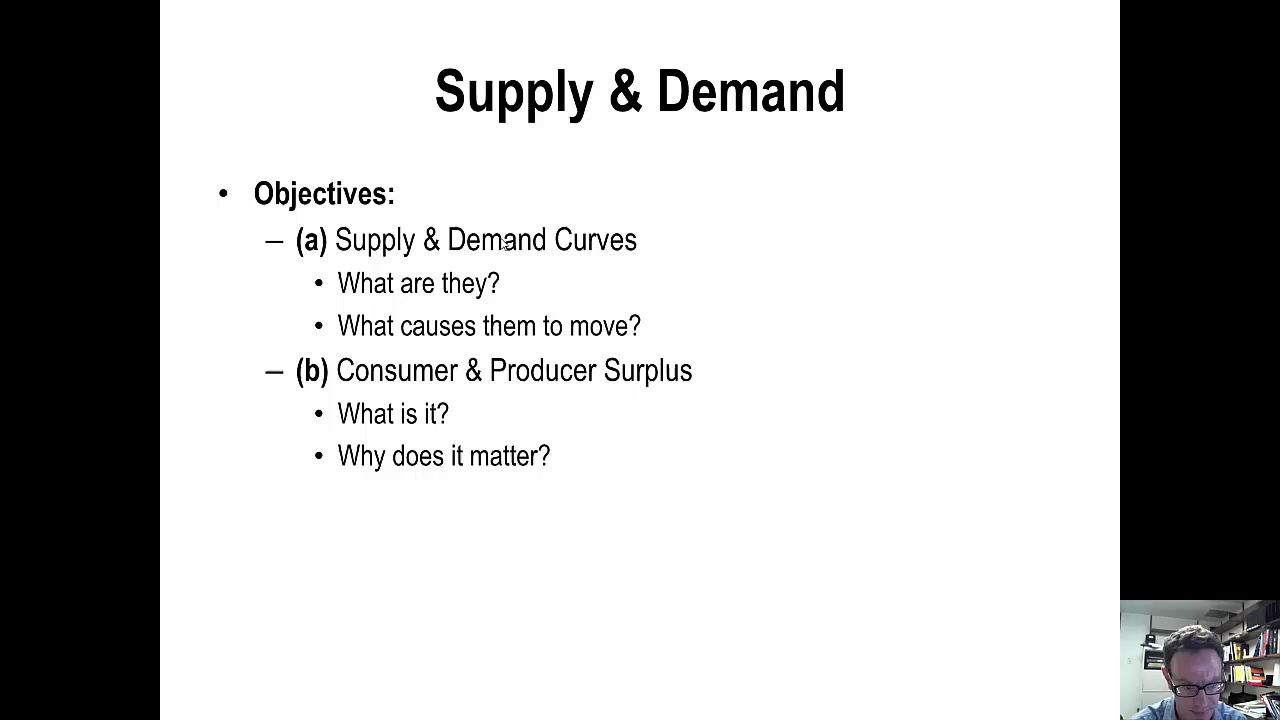 Supply & Demand
• Objectives:
– (a) Supply & Demand Curves
• What are they?
• What causes them to move?
– (b) Consumer & Producer Surplus
• What is it?
• Why does it matter?